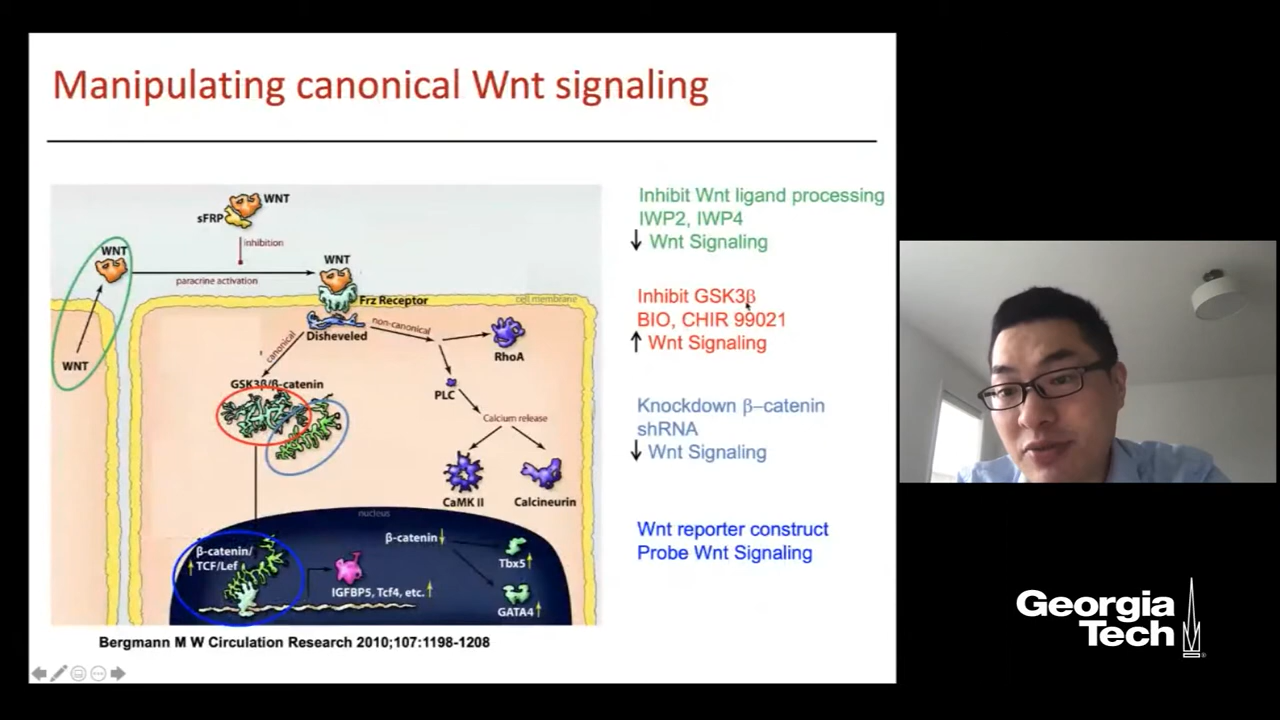 Manipulating canonical Wnt signaling
WNT
sFRP
inhibition
WNT
paracrine activation
WNT
Frz Receptor
cell membrane
Disheveled
canonical
non-canonical
WNT
RhoA
GSK3β/β-catenin
PLC
Calcium release
CaMK II
Calcineurin
nucleus
β-catenin/
TCF/Lef
β-catenin
Tbx5
IGFBP5, Tcf4, etc.
GATA4
Bergmann M W Circulation Research 2010;107:1198-1208
Inhibit Wnt ligand processing
IWP2, IWP4
↓ Wnt Signaling
Inhibit GSK3β
BIO, CHIR 99021
↑ Wnt Signaling
Knockdown β–catenin
shRNA
↓ Wnt Signaling
Wnt reporter construct
Probe Wnt Signaling
Georgia
Tech